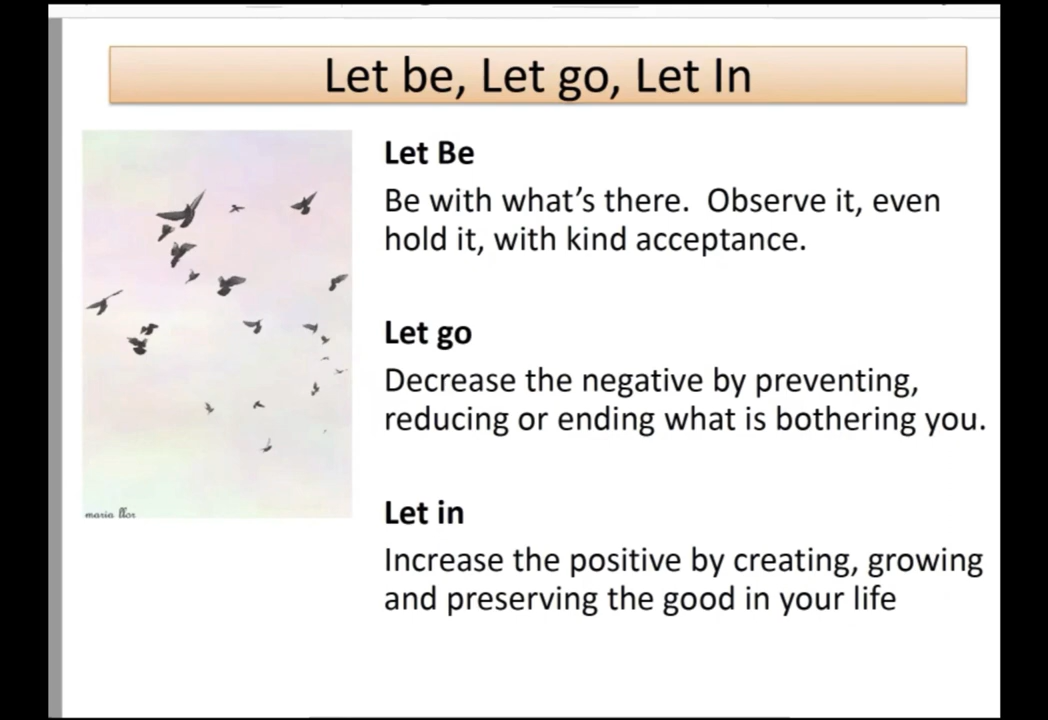 Let be, Let go, Let In
Let Be
Be with what's there.  Observe it, even
hold it, with kind acceptance.
Let go
Decrease the negative by preventing,
reducing or ending what is bothering you.
Let in
Increase the positive by creating, growing
and preserving the good in your life
maria llor